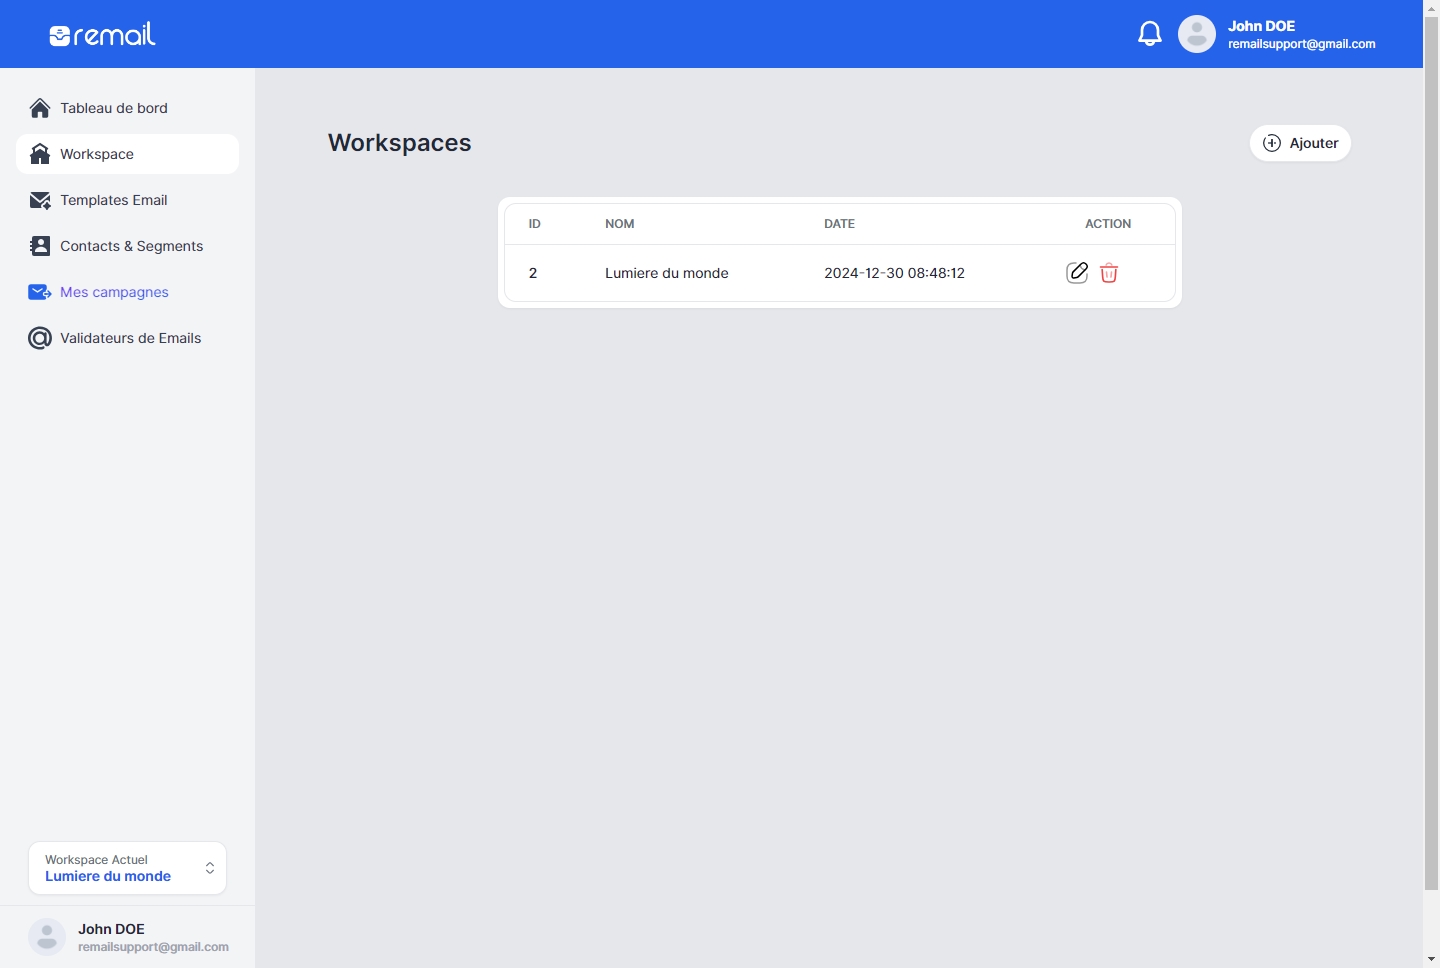 remail
John DOE
remailsupport@gmail.com
Tableau de bord
Workspace
Templates Email
Contacts & Segments
Mes campagnes
Validateurs de Emails
Workspaces
Ajouter
ID NOM DATE ACTION
2 Lumiere du monde 2024-12-30 08:48:12
Workspace Actuel
Lumiere du monde
John DOE
remailsupport@gmail.com